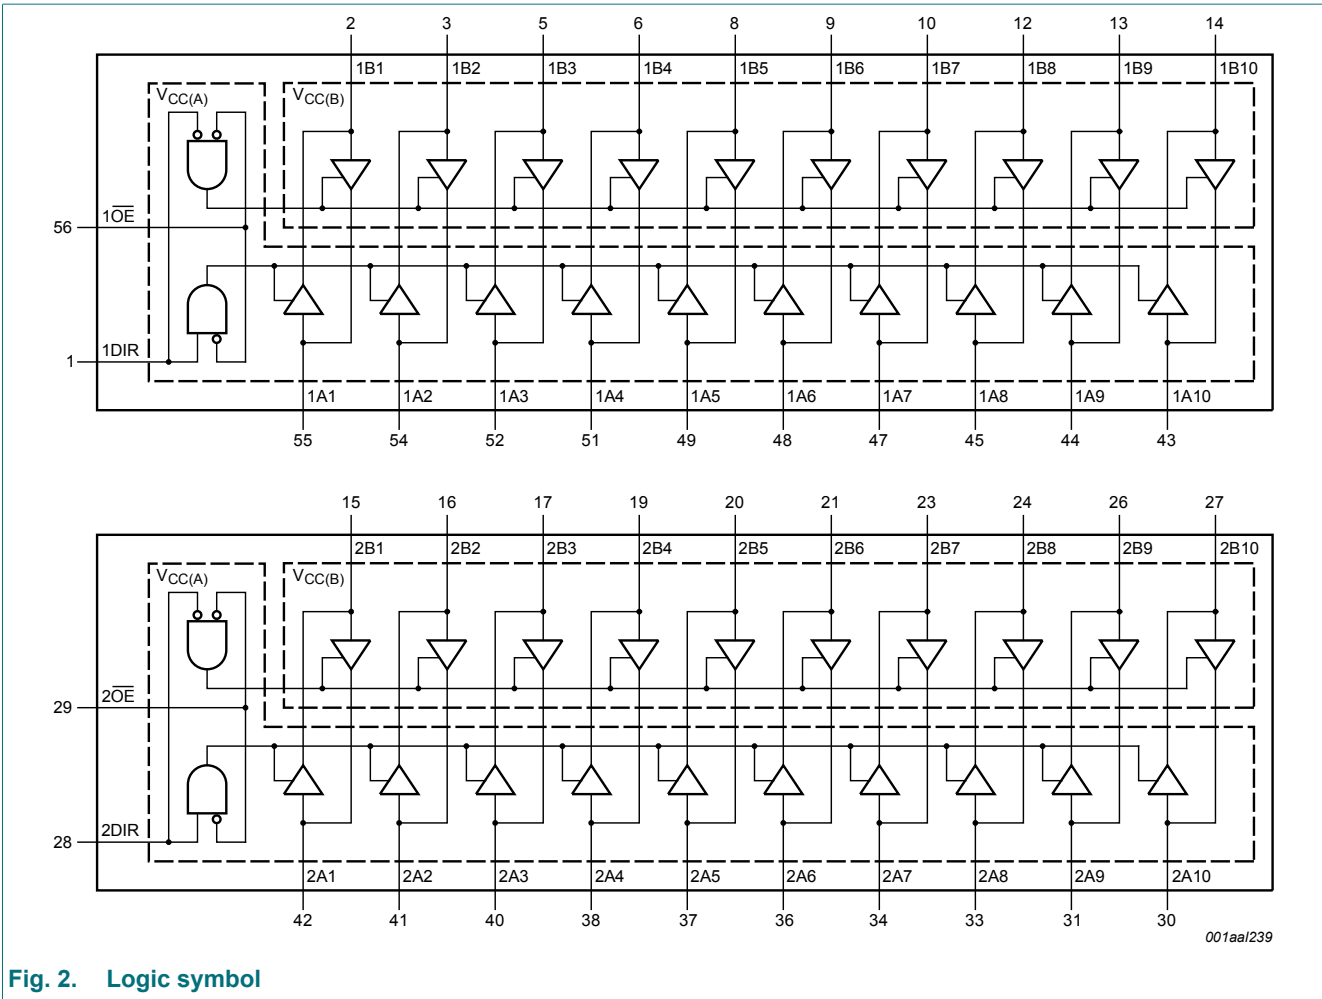 2 3 5 6 8 9 10 12 13 14
1B1 1B2 1B3 1B4 1B5 1B6 1B7 1B8 1B9 1B10
VCC(A) VCC(B)
56 1O̅E̅
1 1DIR
1A1 1A2 1A3 1A4 1A5 1A6 1A7 1A8 1A9 1A10
55 54 52 51 49 48 47 45 44 43
15 16 17 19 20 21 23 24 26 27
2B1 2B2 2B3 2B4 2B5 2B6 2B7 2B8 2B9 2B10
VCC(A) VCC(B)
29 2O̅E̅
28 2DIR
2A1 2A2 2A3 2A4 2A5 2A6 2A7 2A8 2A9 2A10
42 41 40 38 37 36 34 33 31 30
001aal239
Fig. 2. Logic symbol